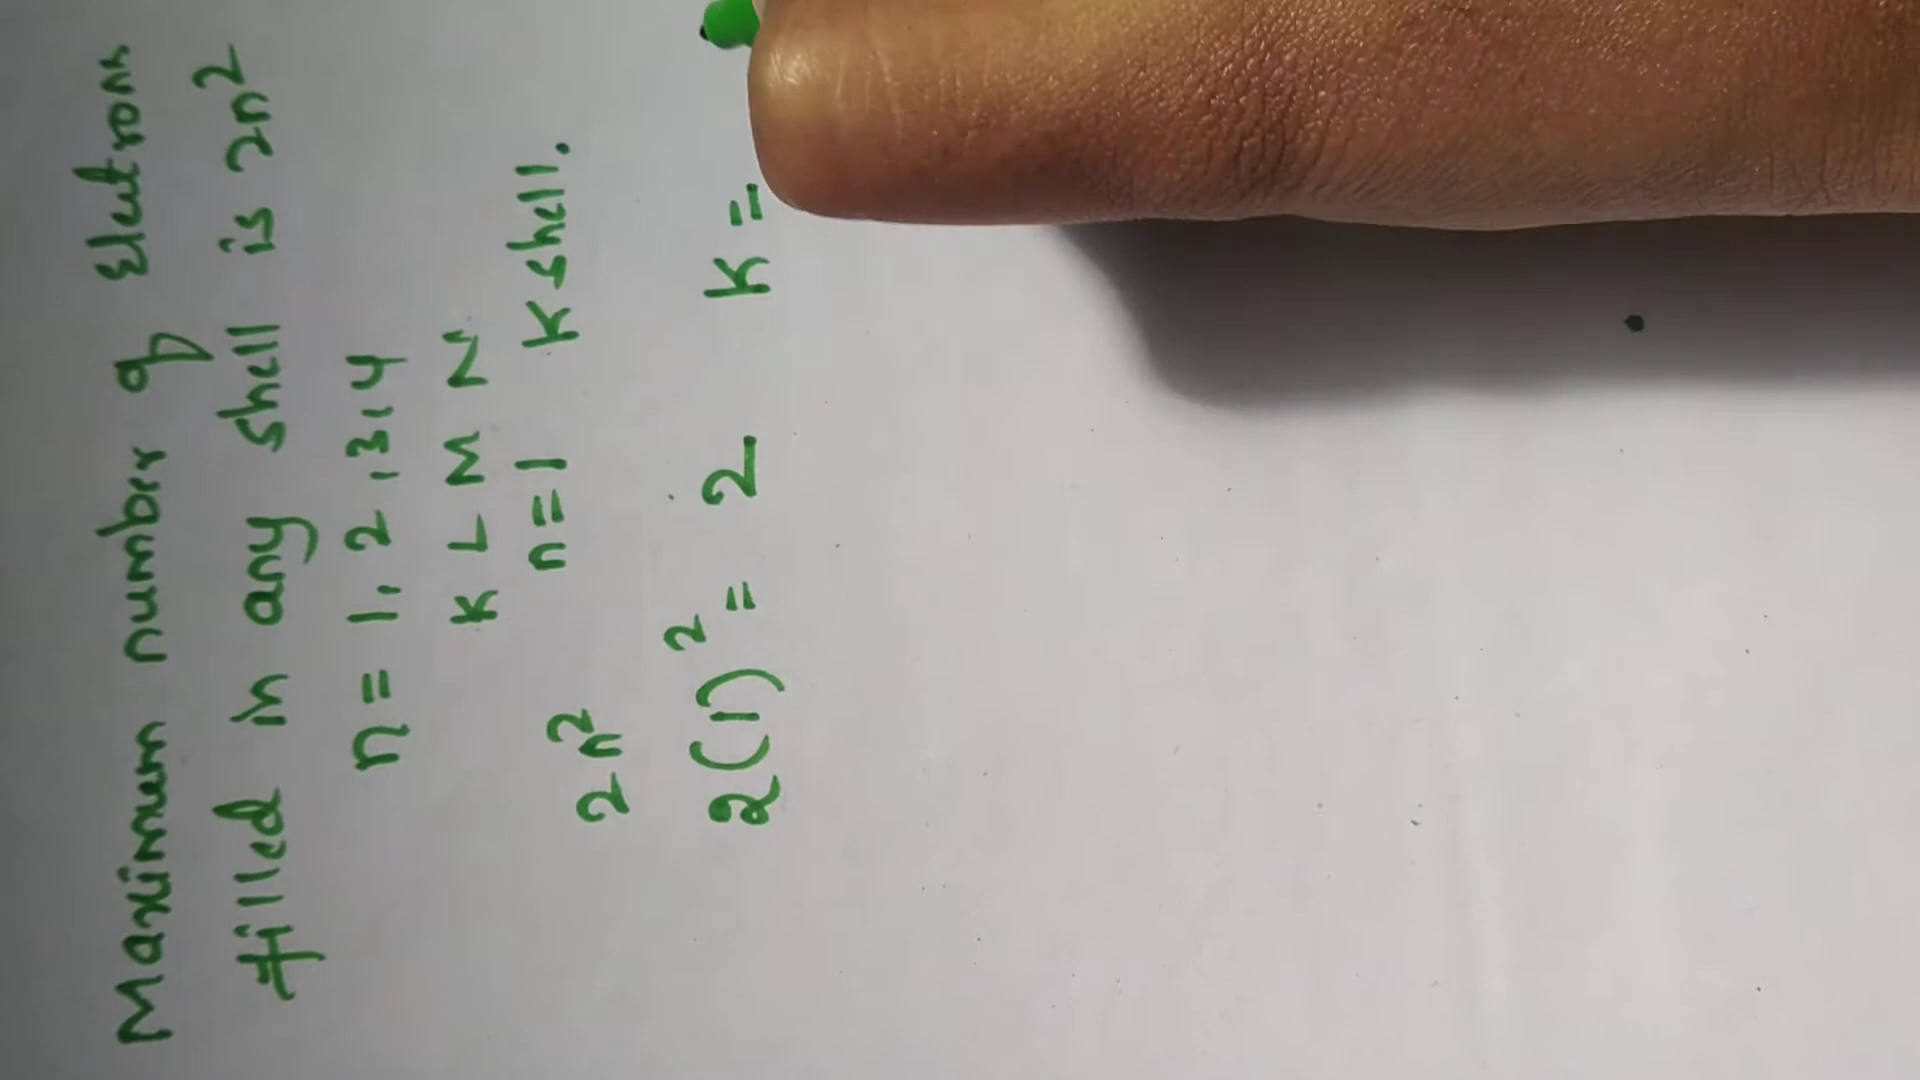 Maximum number of Electrons
filled in any shell is 2n²
n = 1, 2, 3, 4
K L M N
n=1 K shell.
2n²
2(1)² = 2 K =